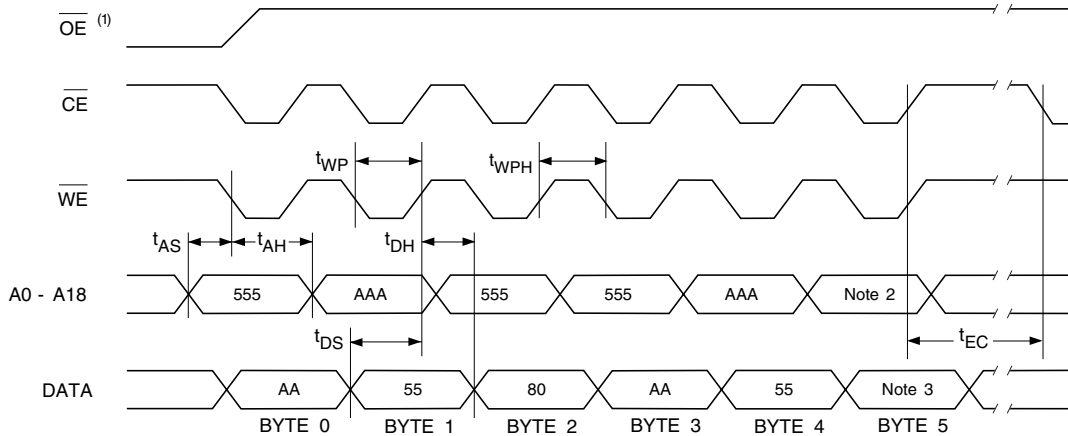 OE (1)
CE
tWP
tWPH
WE
tAS
tAH
tDH
A0 - A18
555
AAA
555
555
AAA
Note 2
tDS
tEC
DATA
AA
55
80
AA
55
Note 3
BYTE 0
BYTE 1
BYTE 2
BYTE 3
BYTE 4
BYTE 5